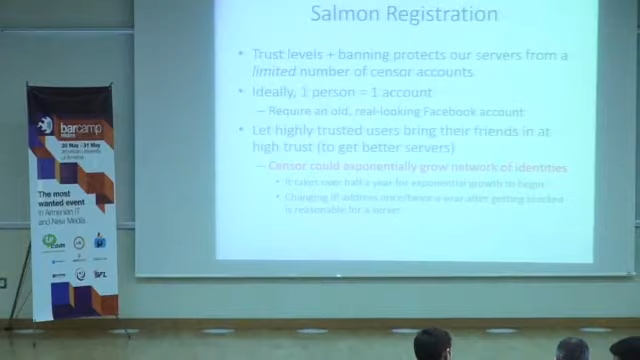 Salmon Registration
• Trust levels + banning protects our servers from a
limited number of censor accounts.
• Ideally, 1 person = 1 account
– Require an old, real-looking Facebook account
• Let highly trusted users bring their friends in at
high trust (to get better servers)
– Censor could exponentially grow network of identities
• It takes over half a year for exponential growth to begin
• Changing IP address once/twice a year after getting blocked
is reasonable for a server
barcamp
30 May - 31 May
The most
wanted event
in Armenian IT
and New Media